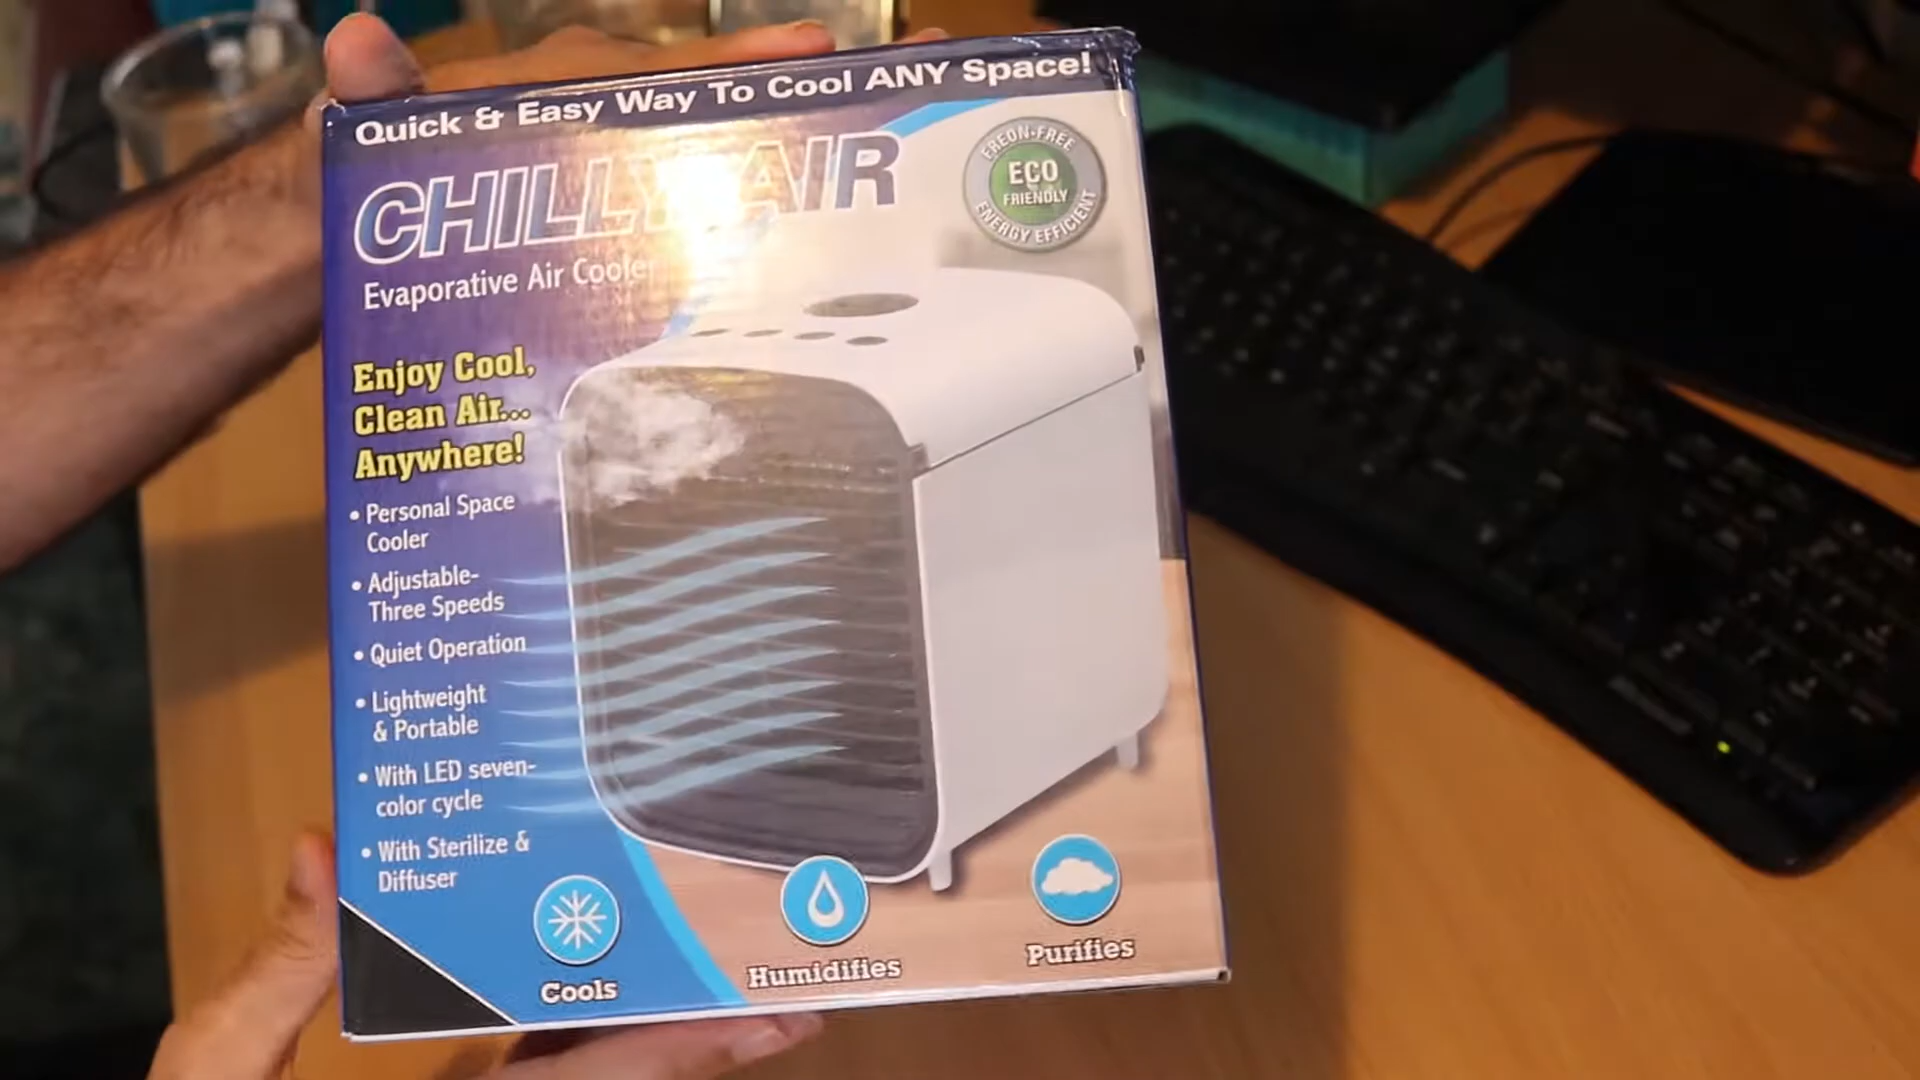 Quick & Easy Way To Cool ANY Space!
CHILLY AIR
Evaporative Air Cooler
FREON-FREE
ECO
FRIENDLY
ENERGY EFFICIENT
Enjoy Cool,
Clean Air...
Anywhere!
• Personal Space
Cooler
• Adjustable-
Three Speeds
• Quiet Operation
• Lightweight
& Portable
• With LED seven-
color cycle
• With Sterilize &
Diffuser
Cools
Humidifies
Purifies